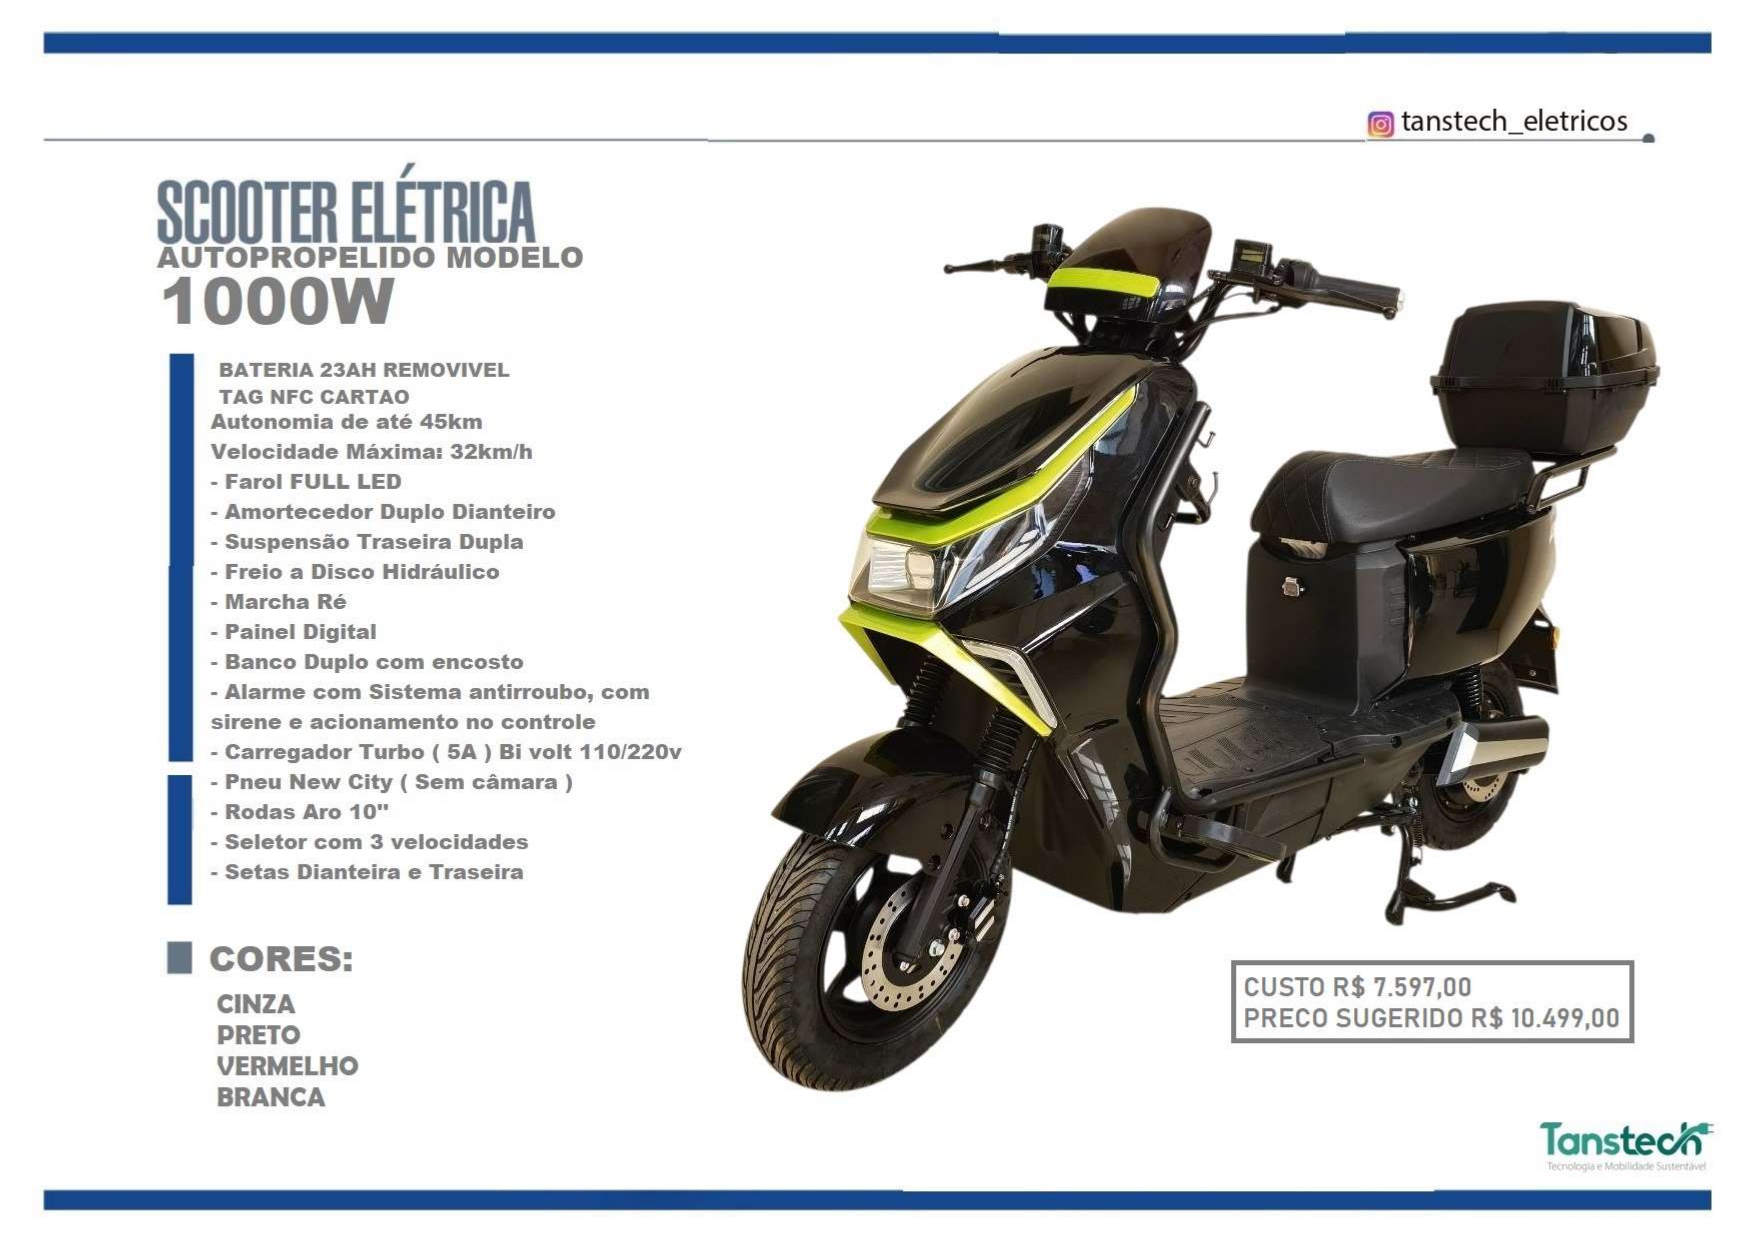 tanstech_eletricos
SCOOTER ELÉTRICA
AUTOPROPELIDO MODELO
1000W
BATERIA 23AH REMOVIVEL
TAG NFC CARTAO
Autonomia de até 45km
Velocidade Máxima: 32km/h
- Farol FULL LED
- Amortecedor Duplo Dianteiro
- Suspensão Traseira Dupla
- Freio a Disco Hidráulico
- Marcha Ré
- Painel Digital
- Banco Duplo com encosto
- Alarme com Sistema antirroubo, com
sirene e acionamento no controle
- Carregador Turbo ( 5A ) Bi volt 110/220v
- Pneu New City ( Sem câmara )
- Rodas Aro 10"
- Seletor com 3 velocidades
- Setas Dianteira e Traseira
CORES:
CINZA
PRETO
VERMELHO
BRANCA
CUSTO R$ 7.597,00
PRECO SUGERIDO R$ 10.499,00
Tanstech
Tecnologia e Mobilidade Sustentável